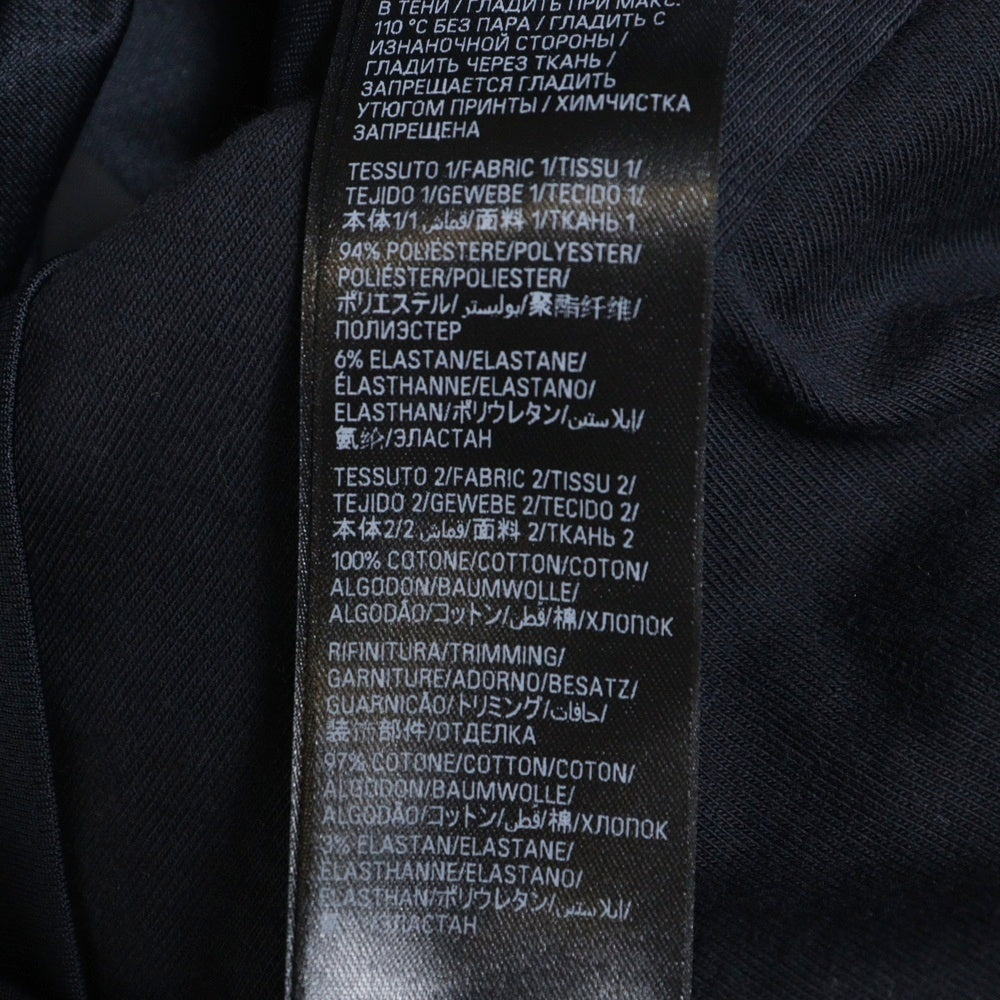 В ТЕНИ / ГЛАДИТЬ ПРИ МАКС.
110 °C БЕЗ ПАРА / ГЛАДИТЬ С
ИЗНАНОЧНОЙ СТОРОНЫ /
ГЛАДИТЬ ЧЕРЕЗ ТКАНЬ /
ЗАПРЕЩАЕТСЯ ГЛАДИТЬ
УТЮГОМ ПРИНТЫ / ХИМЧИСТКА
ЗАПРЕЩЕНА
TESSUTO 1/FABRIC 1/TISSU 1/
TEJIDO 1/GEWEBE 1/TECIDO 1/
本体1/1 قماش/面料 1/ТКАНЬ 1
94% POLIESTERE/POLYESTER/
POLIÉSTER/POLIESTER/
ポリエステル/بوليستر/聚酯纤维/
ПОЛИЭСТЕР
6% ELASTAN/ELASTANE/
ÉLASTHANNE/ELASTANO/
ELASTHAN/ポリウレタン/إيلاستين/
氨纶/ЭЛАСТАН
TESSUTO 2/FABRIC 2/TISSU 2/
TEJIDO 2/GEWEBE 2/TECIDO 2/
本体2/2 قماش/面料 2/ТКАНЬ 2
100% COTONE/COTTON/COTON/
ALGODON/BAUMWOLLE/
ALGODÃO/コットン/قطن/棉/ХЛОПОК
RIFINITURA/TRIMMING/
GARNITURE/ADORNO/BESATZ/
GUARNICÃO/トリミング/حافات/
装饰部件/ОТДЕЛКА
97% COTONE/COTTON/COTON/
ALGODON/BAUMWOLLE/
ALGODÃO/コットン/قطن/棉/ХЛОПОК
3% ELASTAN/ELASTANE/
ÉLASTHANNE/ELASTANO/
ELASTHAN/ポリウレタン/إيلاستين/
/ЭЛАСТАН